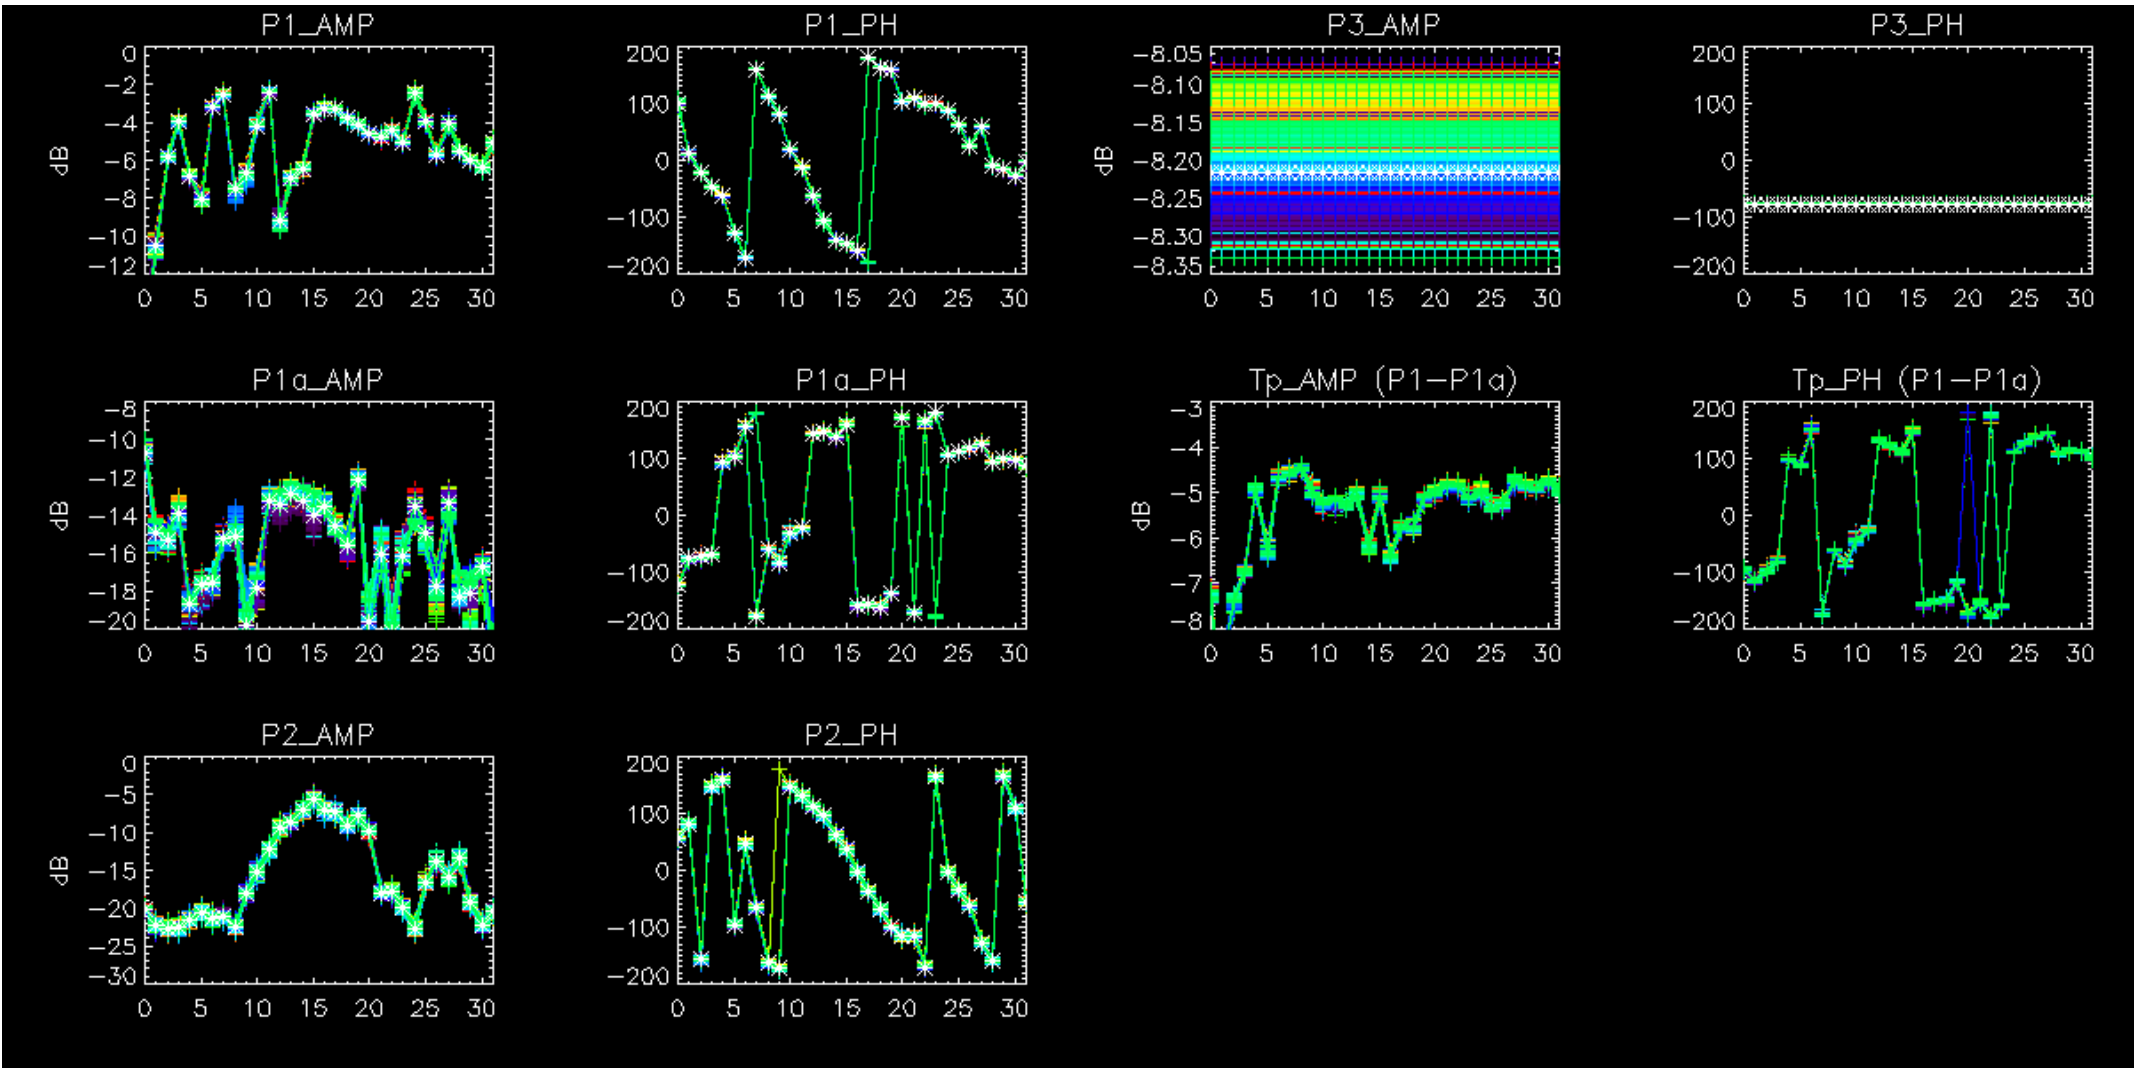 P1_AMP
P1_PH
P3_AMP
P3_PH
dB
0
−2
−4
−6
−8
−10
−12
0 5 10 15 20 25 30
200
100
0
−100
−200
0 5 10 15 20 25 30
dB
−8.05
−8.10
−8.15
−8.20
−8.25
−8.30
−8.35
0 5 10 15 20 25 30
200
100
0
−100
−200
0 5 10 15 20 25 30
P1a_AMP
P1a_PH
Tp_AMP (P1−P1a)
Tp_PH (P1−P1a)
dB
−8
−10
−12
−14
−16
−18
−20
0 5 10 15 20 25 30
200
100
0
−100
−200
0 5 10 15 20 25 30
dB
−3
−4
−5
−6
−7
−8
0 5 10 15 20 25 30
200
100
0
−100
−200
0 5 10 15 20 25 30
P2_AMP
P2_PH
dB
0
−5
−10
−15
−20
−25
−30
0 5 10 15 20 25 30
200
100
0
−100
−200
0 5 10 15 20 25 30